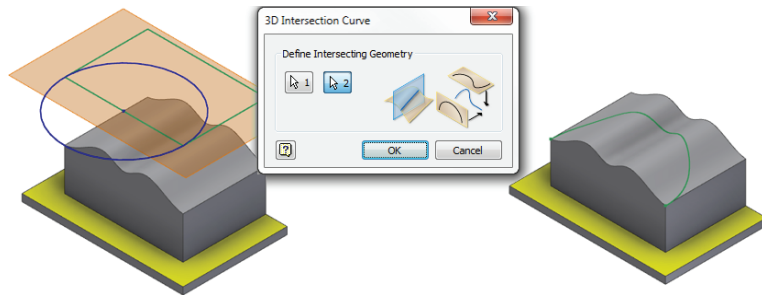 3D Intersection Curve
Define Intersecting Geometry
1
2
OK
Cancel